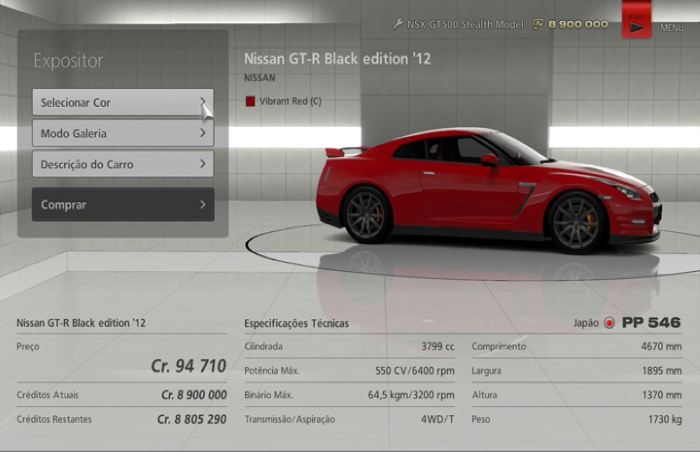 NSX GT500 Stealth Model
8 900 000
MENU
Expositor
Nissan GT-R Black edition '12
NISSAN
Vibrant Red (C)
Selecionar Cor
Modo Galeria
Descrição do Carro
Comprar
Nissan GT-R Black edition '12
Preço
Cr. 94 710
Créditos Atuais Cr. 8 900 000
Créditos Restantes Cr. 8 805 290
Especificações Técnicas
Japão PP 546
Cilindrada 3799 cc
Potência Máx. 550 CV/6400 rpm
Binário Máx. 64,5 kgm/3200 rpm
Transmissão/Aspiração 4WD/T
Comprimento 4670 mm
Largura 1895 mm
Altura 1370 mm
Peso 1730 kg